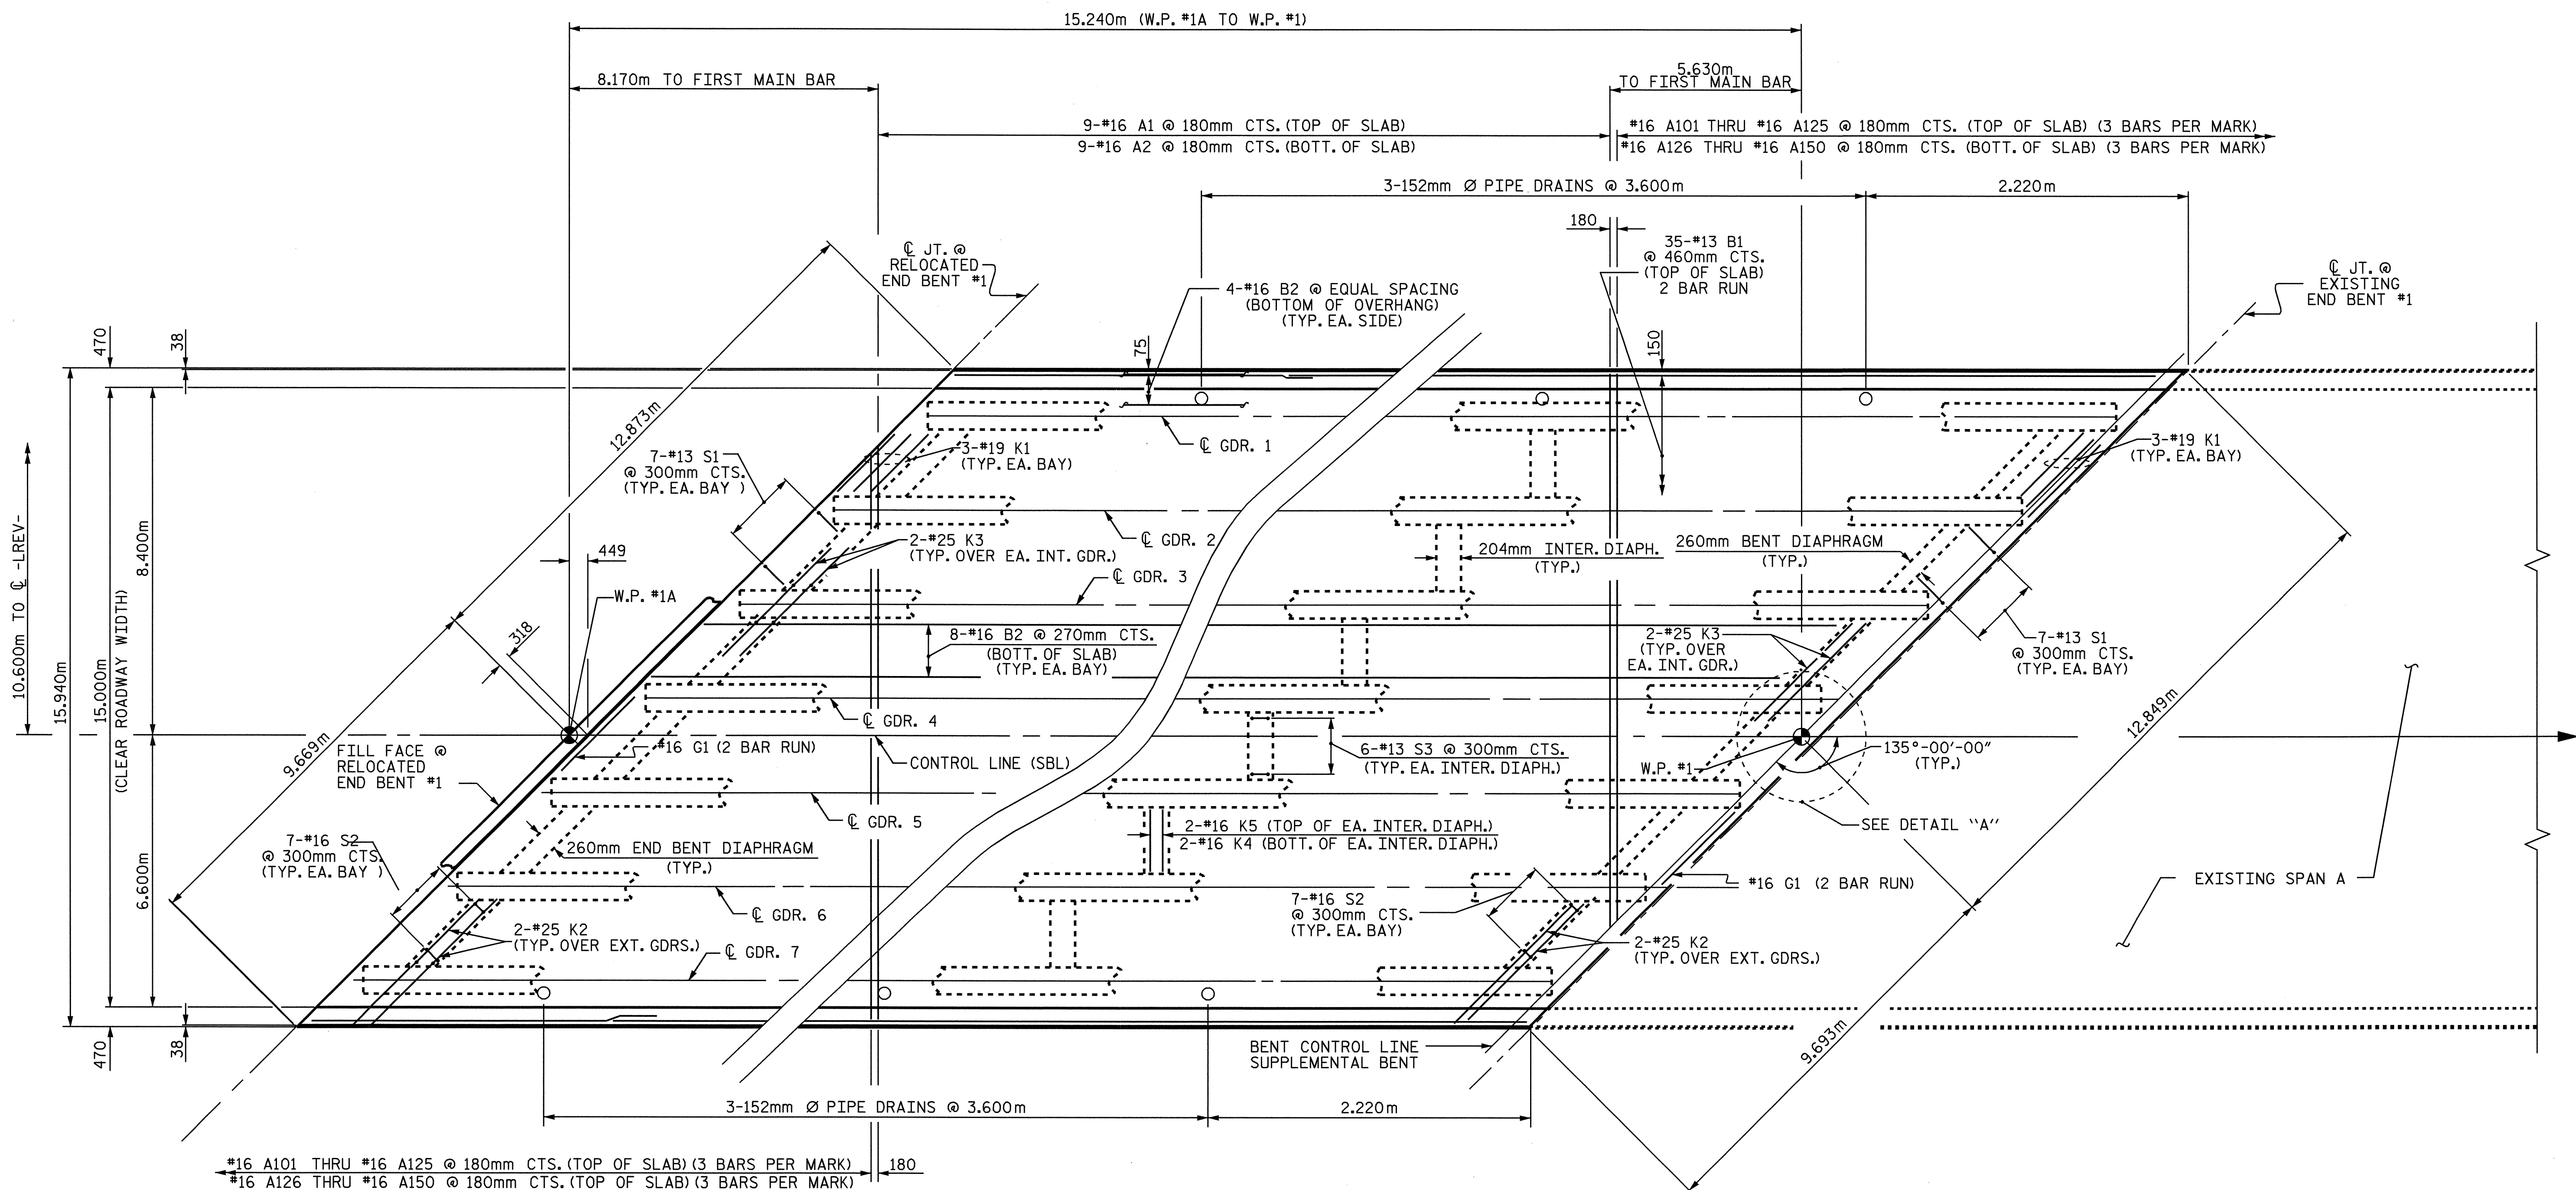 15.240m (W.P. #1A TO W.P. #1)
8.170m TO FIRST MAIN BAR
5.630m
TO FIRST MAIN BAR
9-#16 A1 @ 180mm CTS. (TOP OF SLAB)
9-#16 A2 @ 180mm CTS. (BOTT. OF SLAB)
#16 A101 THRU #16 A125 @ 180mm CTS. (TOP OF SLAB) (3 BARS PER MARK)
#16 A126 THRU #16 A150 @ 180mm CTS. (BOTT. OF SLAB) (3 BARS PER MARK)
3-152mm Ø PIPE DRAINS @ 3.600m
2.220m
180
35-#13 B1
@ 460mm CTS.
(TOP OF SLAB)
2 BAR RUN
℄ JT. @
RELOCATED
END BENT #1
4-#16 B2 @ EQUAL SPACING
(BOTTOM OF OVERHANG)
(TYP. EA. SIDE)
℄ JT. @
EXISTING
END BENT #1
470
38
75
150
12.873m
7-#13 S1
@ 300mm CTS.
(TYP. EA. BAY )
3-#19 K1
(TYP. EA. BAY)
℄ GDR. 1
3-#19 K1
(TYP. EA. BAY)
10.600m TO ℄ -LREV-
15.940m
15.000m
(CLEAR ROADWAY WIDTH)
8.400m
449
2-#25 K3
(TYP. OVER EA. INT. GDR.)
℄ GDR. 2
204mm INTER. DIAPH.
(TYP.)
260mm BENT DIAPHRAGM
(TYP.)
℄ GDR. 3
W.P. #1A
318
8-#16 B2 @ 270mm CTS.
(BOTT. OF SLAB)
(TYP. EA. BAY)
2-#25 K3
(TYP. OVER
EA. INT. GDR.)
7-#13 S1
@ 300mm CTS.
(TYP. EA. BAY)
12.849m
9.669m
℄ GDR. 4
FILL FACE @
RELOCATED
END BENT #1
#16 G1 (2 BAR RUN)
CONTROL LINE (SBL)
6-#13 S3 @ 300mm CTS.
(TYP. EA. INTER. DIAPH.)
W.P. #1
135°-00'-00"
(TYP.)
6.600m
℄ GDR. 5
SEE DETAIL "A"
7-#16 S2
@ 300mm CTS.
(TYP. EA. BAY )
260mm END BENT DIAPHRAGM
(TYP.)
2-#16 K5 (TOP OF EA. INTER. DIAPH.)
2-#16 K4 (BOTT. OF EA. INTER. DIAPH.)
℄ GDR. 6
7-#16 S2
@ 300mm CTS.
(TYP. EA. BAY)
#16 G1 (2 BAR RUN)
EXISTING SPAN A
2-#25 K2
(TYP. OVER EXT. GDRS.)
℄ GDR. 7
2-#25 K2
(TYP. OVER EXT. GDRS.)
470
38
BENT CONTROL LINE
SUPPLEMENTAL BENT
9.693m
3-152mm Ø PIPE DRAINS @ 3.600m
2.220m
#16 A101 THRU #16 A125 @ 180mm CTS. (TOP OF SLAB) (3 BARS PER MARK)
#16 A126 THRU #16 A150 @ 180mm CTS. (TOP OF SLAB) (3 BARS PER MARK)
180